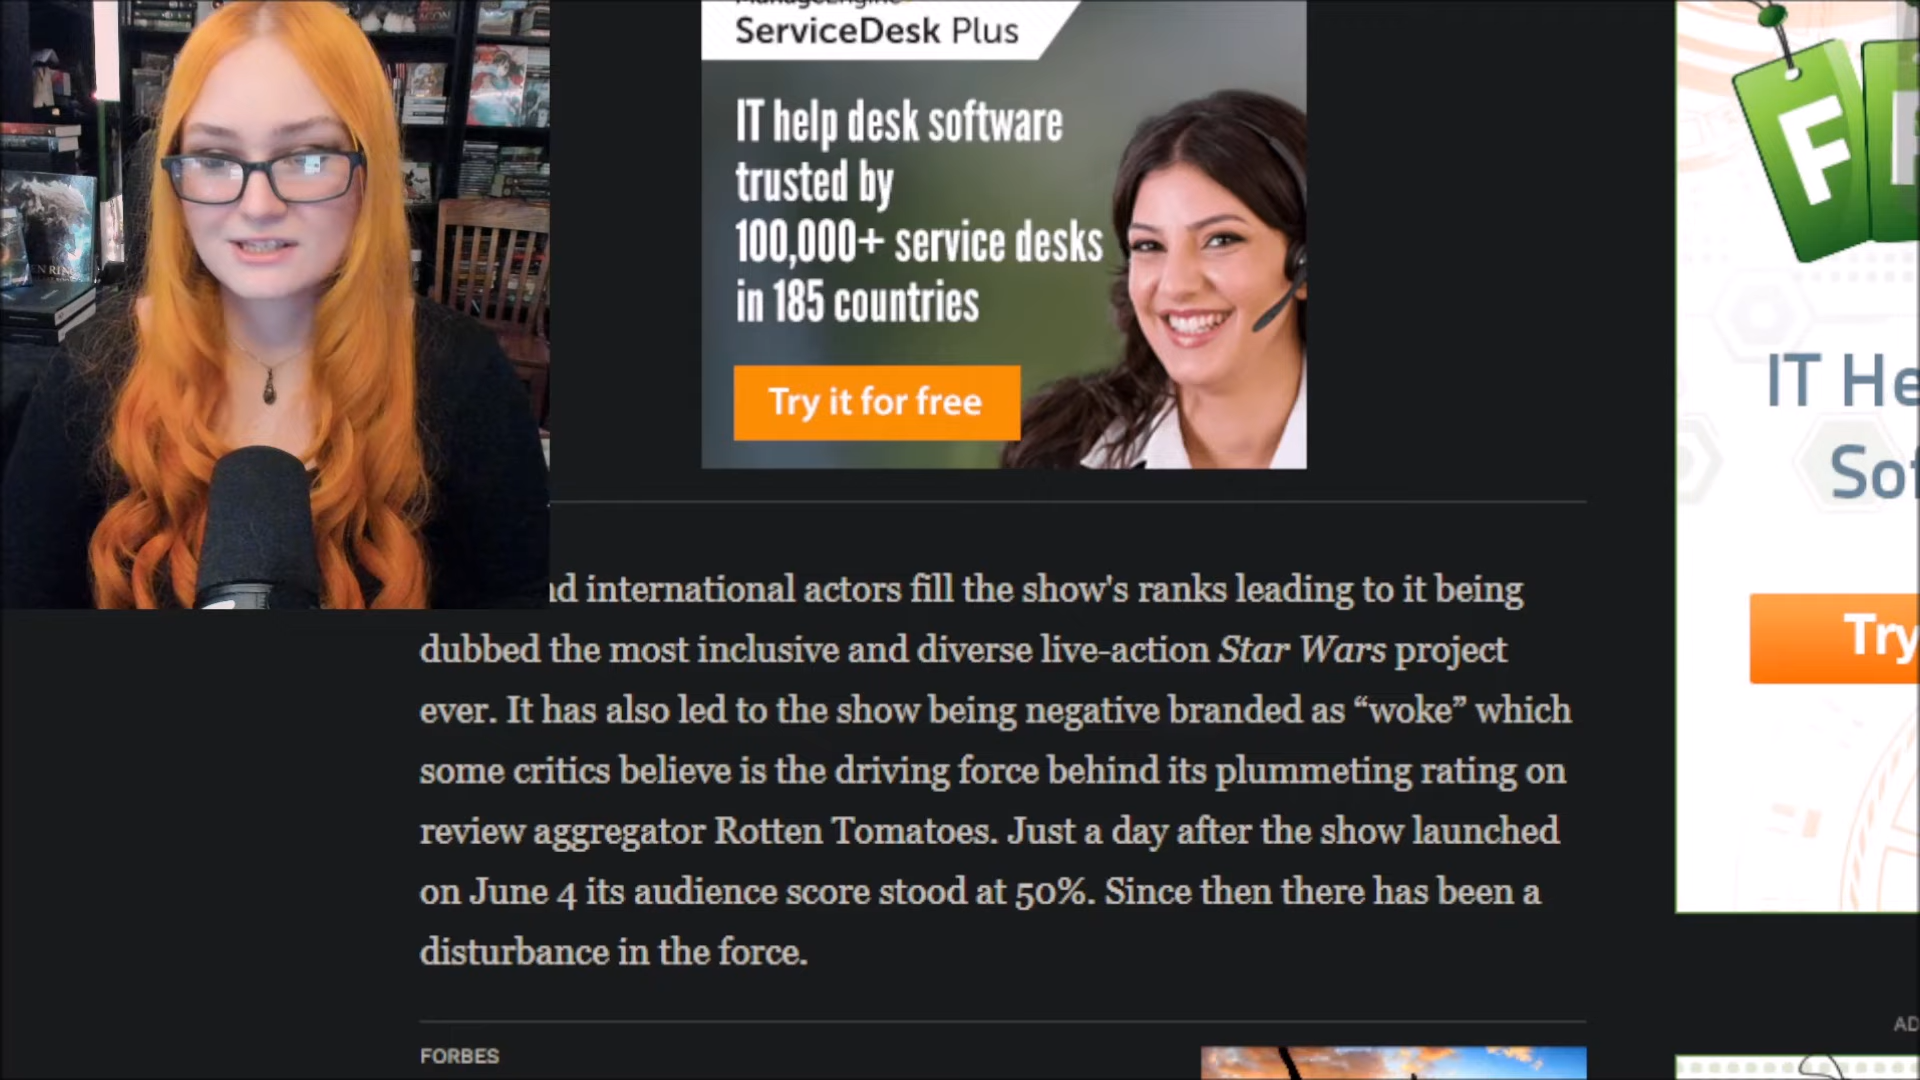 ServiceDesk Plus
IT help desk software
trusted by
100,000+ service desks
in 185 countries
Try it for free
F
IT He
Sof
Try
nd international actors fill the show's ranks leading to it being
dubbed the most inclusive and diverse live-action Star Wars project
ever. It has also led to the show being negative branded as “woke” which
some critics believe is the driving force behind its plummeting rating on
review aggregator Rotten Tomatoes. Just a day after the show launched
on June 4 its audience score stood at 50%. Since then there has been a
disturbance in the force.
AD
FORBES